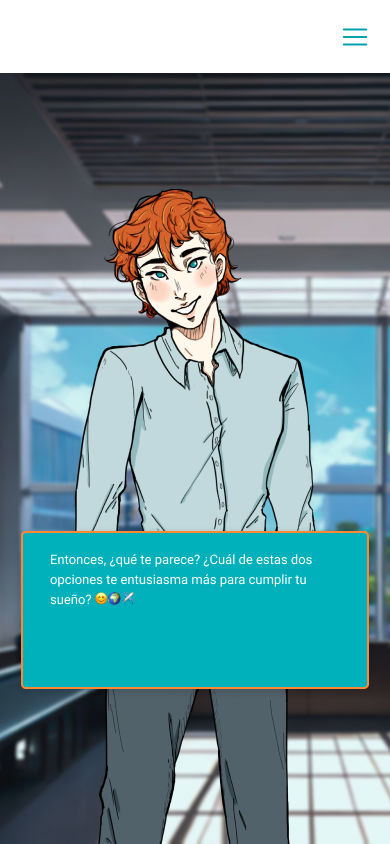 Entonces, ¿qué te parece? ¿Cuál de estas dos
opciones te entusiasma más para cumplir tu
sueño? 😊🌍✈️